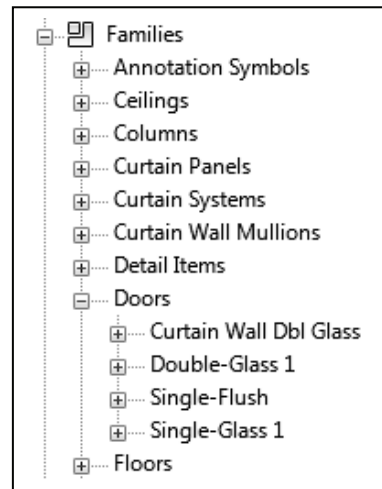 Families
Annotation Symbols
Ceilings
Columns
Curtain Panels
Curtain Systems
Curtain Wall Mullions
Detail Items
Doors
Curtain Wall Dbl Glass
Double-Glass 1
Single-Flush
Single-Glass 1
Floors